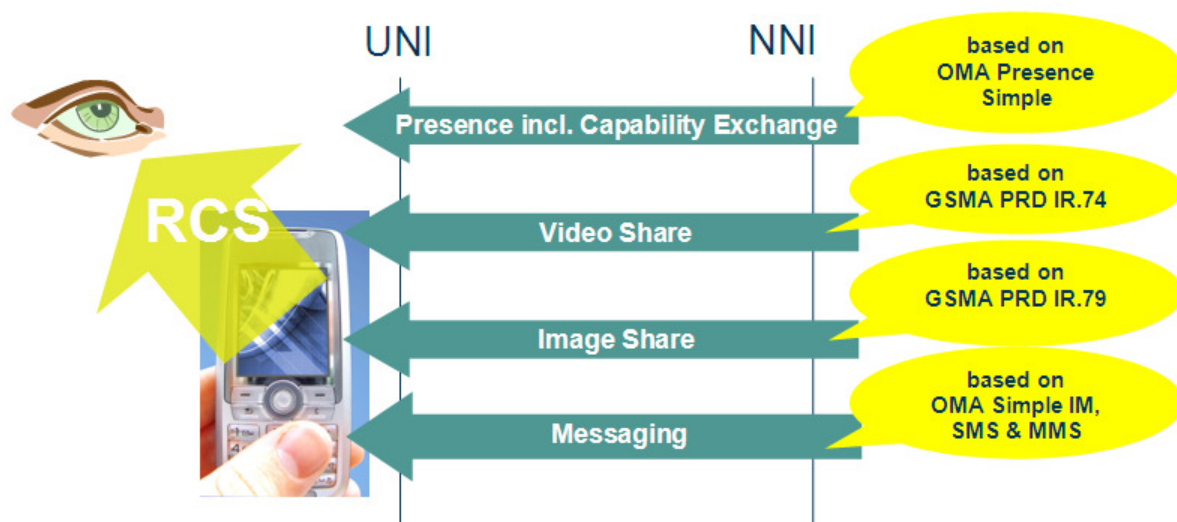 UNI
NNI
based on
OMA Presence
Simple
Presence incl. Capability Exchange
based on
GSMA PRD IR.74
RCS
Video Share
based on
GSMA PRD IR.79
Image Share
based on
OMA Simple IM,
SMS & MMS
Messaging